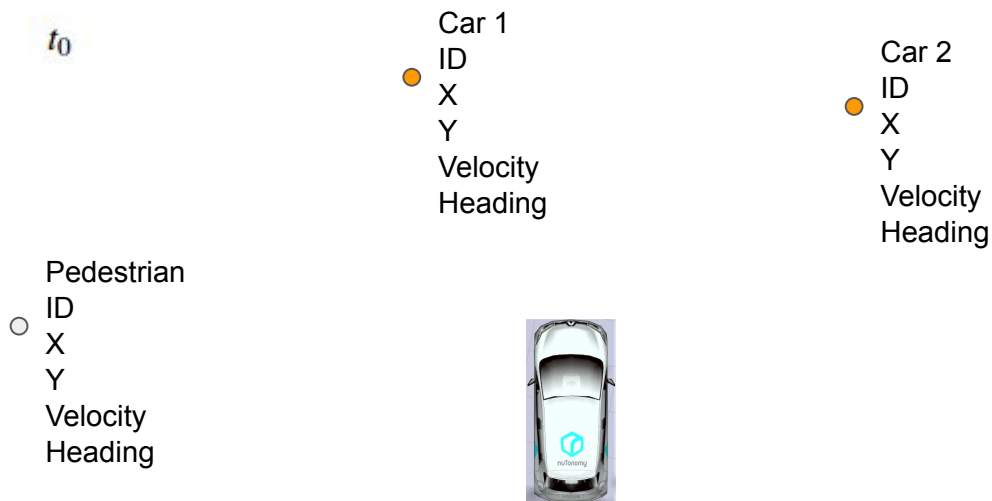 t0
Car 1
ID
X
Y
Velocity
Heading
Car 2
ID
X
Y
Velocity
Heading
Pedestrian
ID
X
Y
Velocity
Heading
nuTonomy